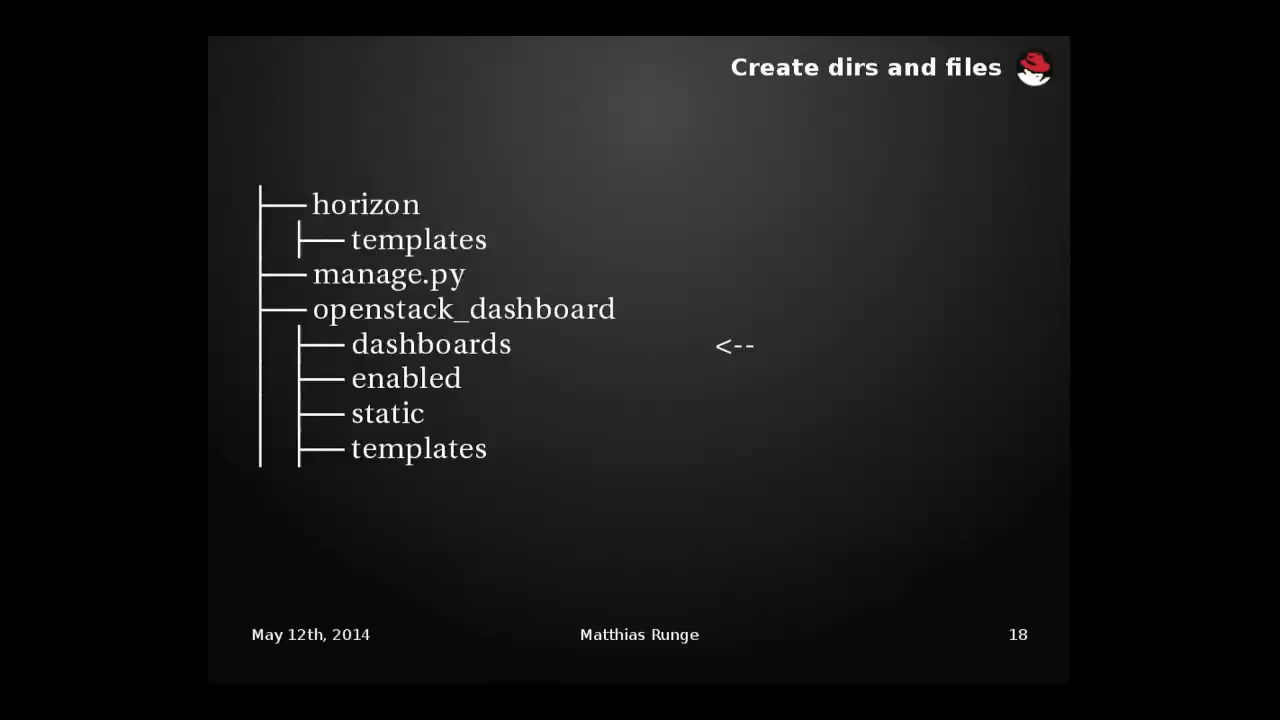 Create dirs and files
horizon
templates
manage.py
openstack_dashboard
dashboards <--
enabled
static
templates
May 12th, 2014 Matthias Runge 18